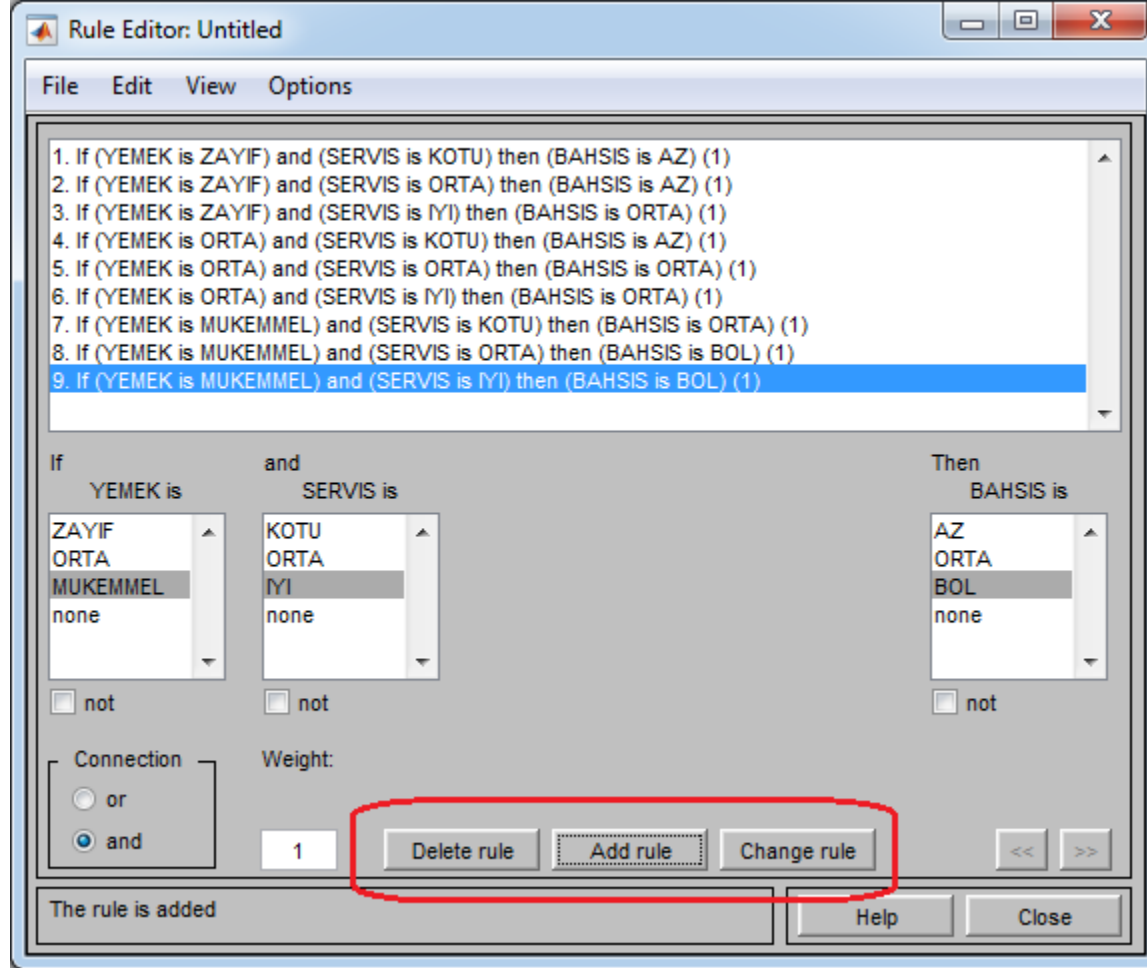 Rule Editor: Untitled
File Edit View Options
1. If (YEMEK is ZAYIF) and (SERVIS is KOTU) then (BAHSIS is AZ) (1)
2. If (YEMEK is ZAYIF) and (SERVIS is ORTA) then (BAHSIS is AZ) (1)
3. If (YEMEK is ZAYIF) and (SERVIS is IYI) then (BAHSIS is ORTA) (1)
4. If (YEMEK is ORTA) and (SERVIS is KOTU) then (BAHSIS is AZ) (1)
5. If (YEMEK is ORTA) and (SERVIS is ORTA) then (BAHSIS is ORTA) (1)
6. If (YEMEK is ORTA) and (SERVIS is IYI) then (BAHSIS is ORTA) (1)
7. If (YEMEK is MUKEMMEL) and (SERVIS is KOTU) then (BAHSIS is ORTA) (1)
8. If (YEMEK is MUKEMMEL) and (SERVIS is ORTA) then (BAHSIS is BOL) (1)
9. If (YEMEK is MUKEMMEL) and (SERVIS is IYI) then (BAHSIS is BOL) (1)
If and Then
YEMEK is SERVIS is BAHSIS is
ZAYIF KOTU AZ
ORTA ORTA ORTA
MUKEMMEL IYI BOL
none none none
not not not
Connection Weight:
or
and 1 Delete rule Add rule Change rule << >>
The rule is added Help Close